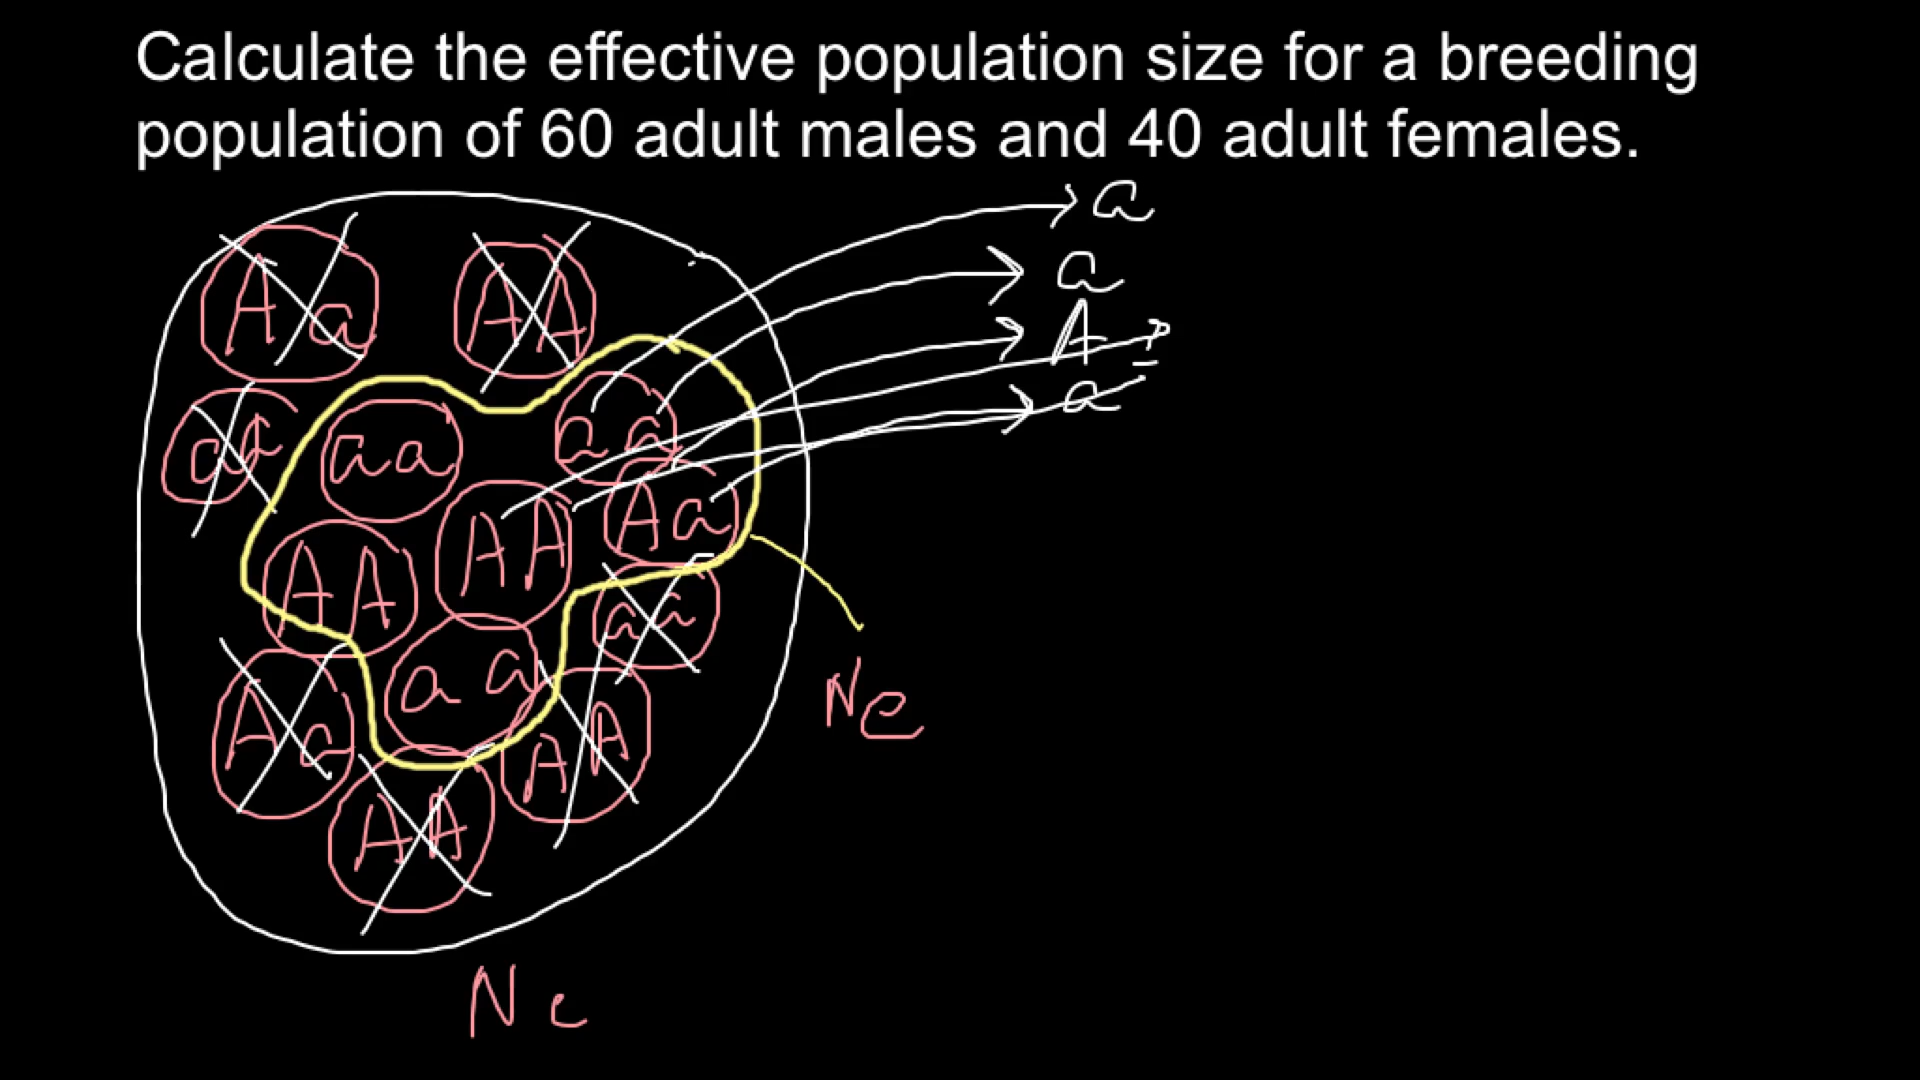 Calculate the effective population size for a breeding
population of 60 adult males and 40 adult females.
a
a
A
a
Aa
AA
aa
aa
aa
Aa
AA
AA
aa
aa
Aa
AA
AA
Ne
Nc